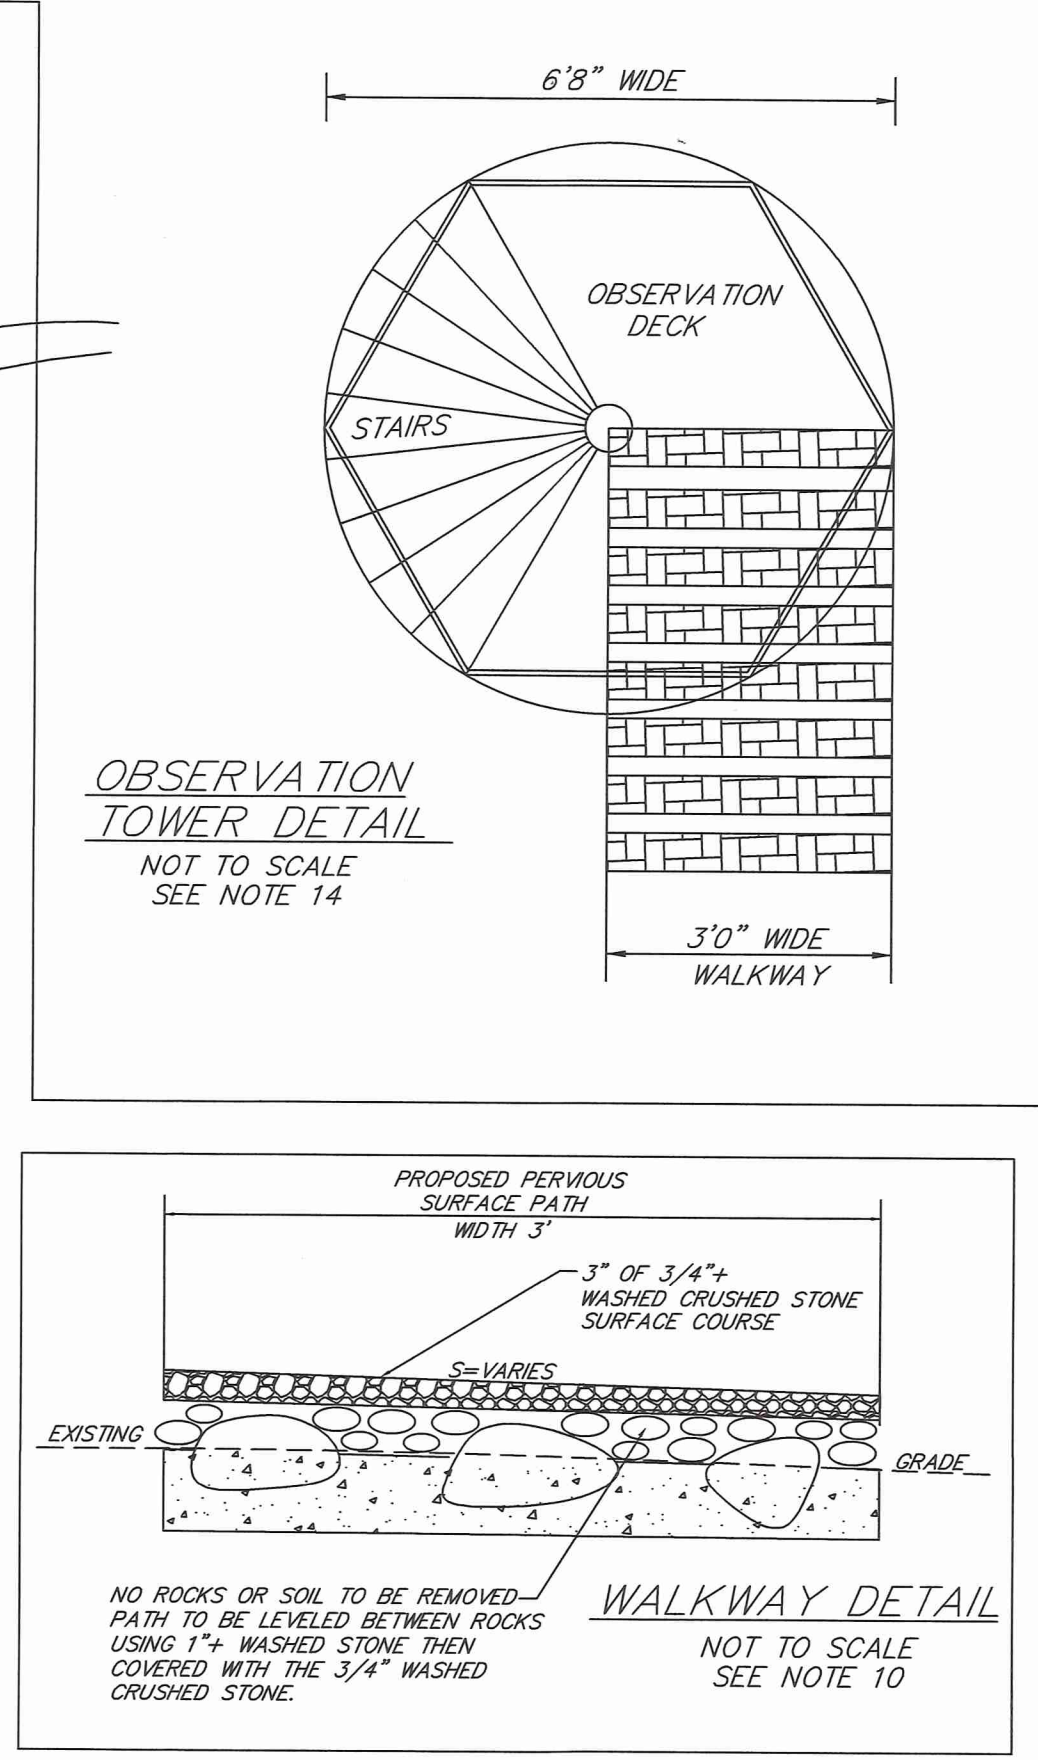 6'8" WIDE
OBSERVATION
DECK
STAIRS
OBSERVATION
TOWER DETAIL
NOT TO SCALE
SEE NOTE 14
3'0" WIDE
WALKWAY
PROPOSED PERVIOUS
SURFACE PATH
WIDTH 3'
3" OF 3/4"+
WASHED CRUSHED STONE
SURFACE COURSE
S=VARIES
EXISTING
GRADE
NO ROCKS OR SOIL TO BE REMOVED
PATH TO BE LEVELED BETWEEN ROCKS
USING 1"+ WASHED STONE THEN
COVERED WITH THE 3/4" WASHED
CRUSHED STONE.
WALKWAY DETAIL
NOT TO SCALE
SEE NOTE 10